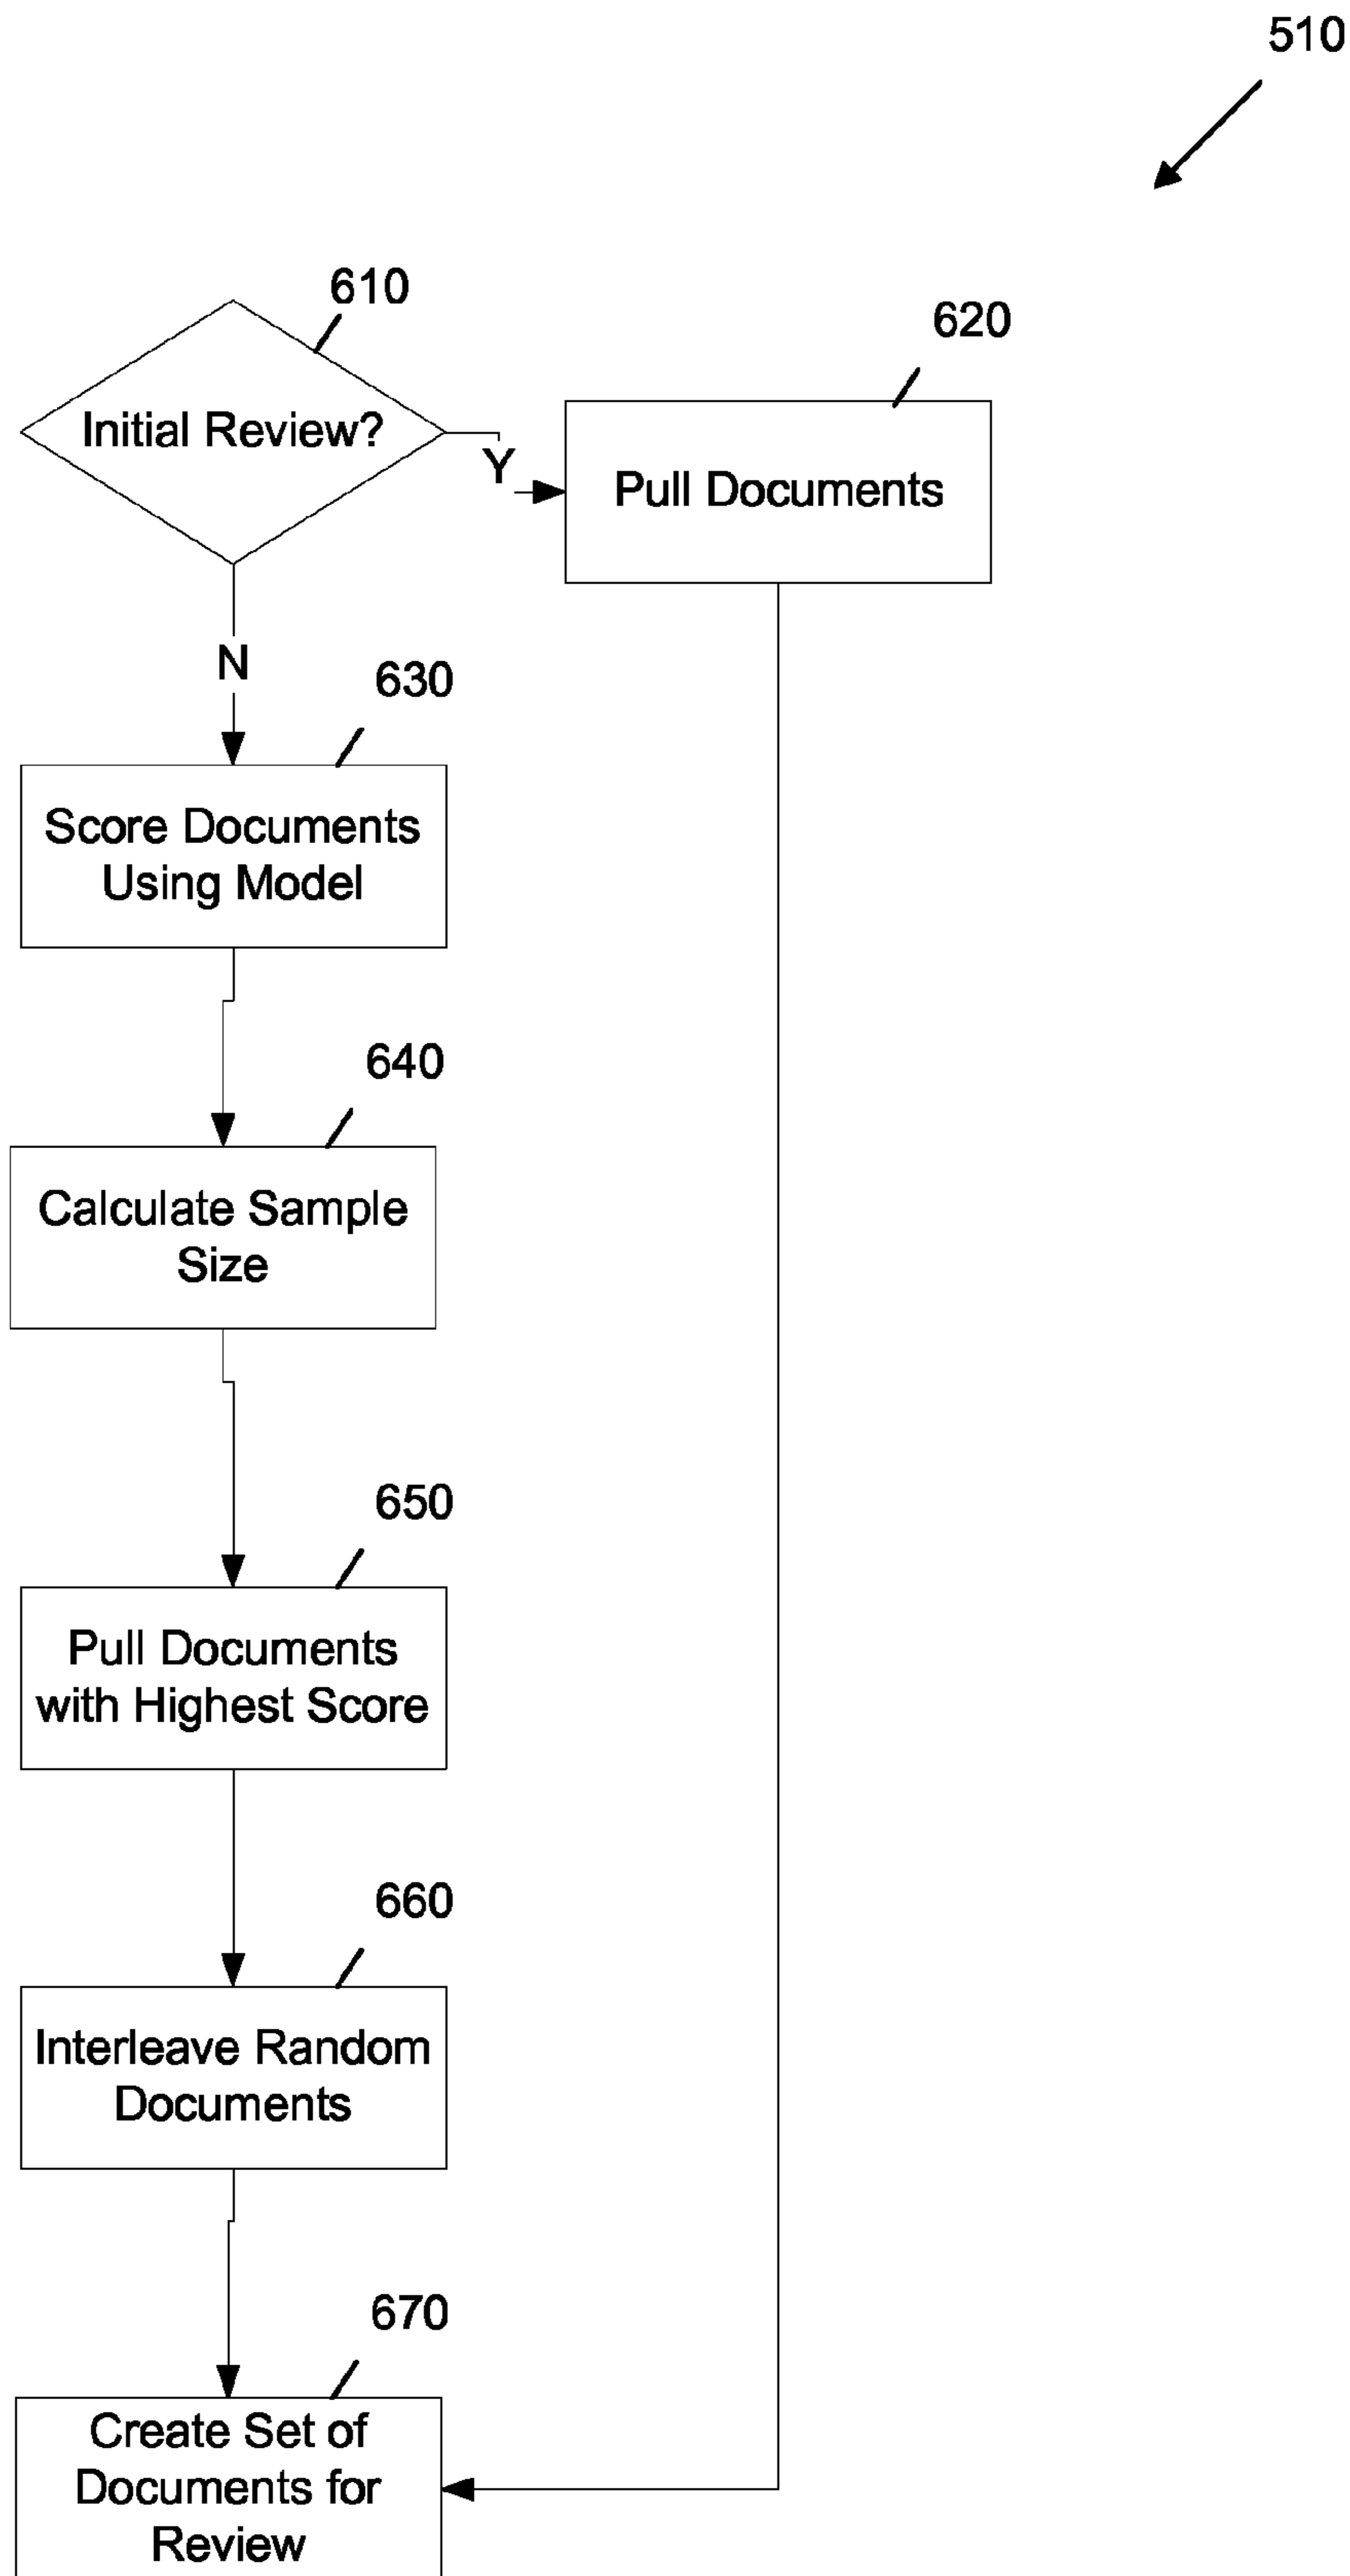 510
610
620
Initial Review?
Y
Pull Documents
N
630
Score Documents
Using Model
640
Calculate Sample
Size
650
Pull Documents
with Highest Score
660
Interleave Random
Documents
670
Create Set of
Documents for
Review